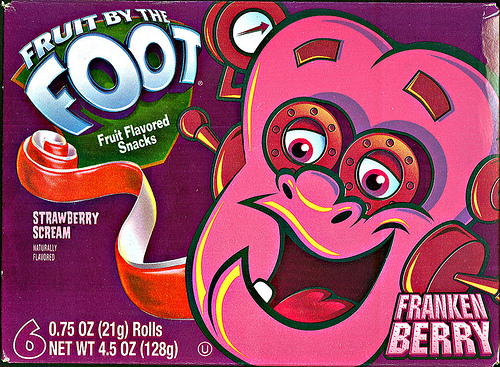 FRUIT BY THE
FOOT
Fruit Flavored
Snacks
STRAWBERRY
SCREAM
NATURALLY
FLAVORED
6 0.75 OZ (21g) Rolls
NET WT 4.5 OZ (128g)
U
FRANKEN
BERRY